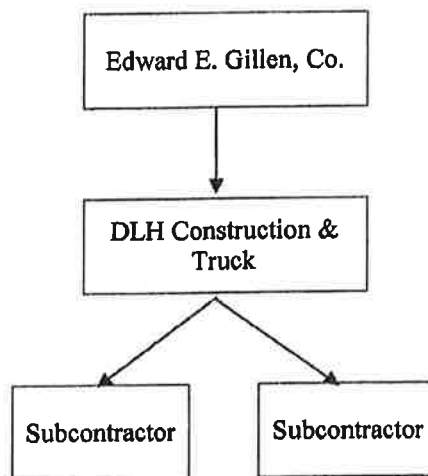 Edward E. Gillen, Co.
DLH Construction &
Truck
Subcontractor
Subcontractor